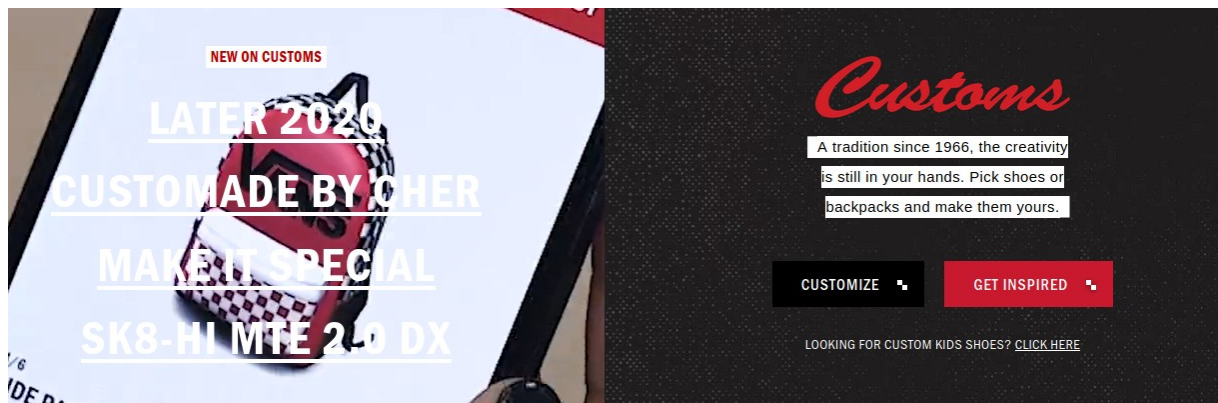 NEW ON CUSTOMS
LATER 2020
CUSTOMADE BY CHER
MAKE IT SPECIAL
SK8-HI MTE 2.0 DX
VANS
/6
Customs
A tradition since 1966, the creativity
is still in your hands. Pick shoes or
backpacks and make them yours.
CUSTOMIZE
GET INSPIRED
LOOKING FOR CUSTOM KIDS SHOES? CLICK HERE